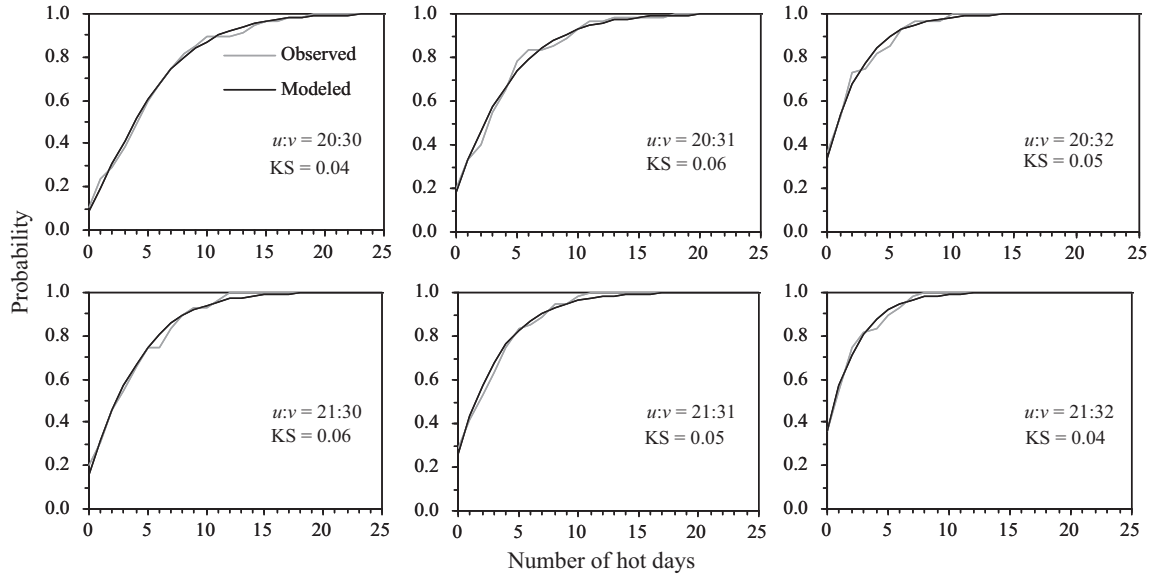 Probability
1.0
0.8
0.6
0.4
0.2
0.0
0 5 10 15 20 25
Observed
Modeled
u:v = 20:30
KS = 0.04
1.0
0.8
0.6
0.4
0.2
0.0
0 5 10 15 20 25
u:v = 20:31
KS = 0.06
1.0
0.8
0.6
0.4
0.2
0.0
0 5 10 15 20 25
u:v = 20:32
KS = 0.05
1.0
0.8
0.6
0.4
0.2
0.0
0 5 10 15 20 25
u:v = 21:30
KS = 0.06
1.0
0.8
0.6
0.4
0.2
0.0
0 5 10 15 20 25
u:v = 21:31
KS = 0.05
1.0
0.8
0.6
0.4
0.2
0.0
0 5 10 15 20 25
u:v = 21:32
KS = 0.04
Number of hot days